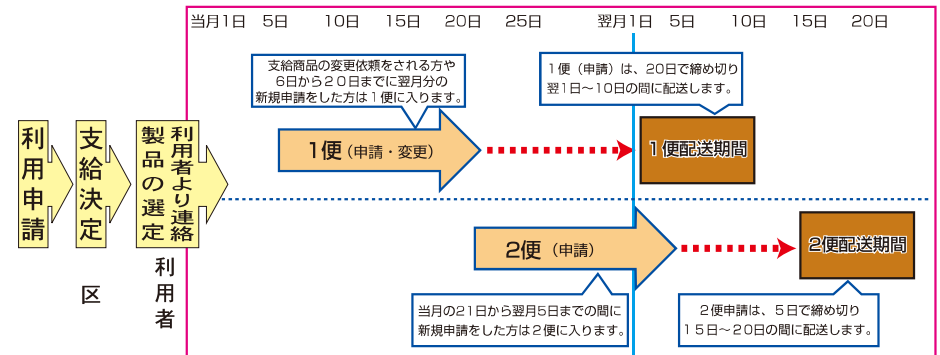 当月1日 5日 10日 15日 20日 25日 翌月1日 5日 10日 15日 20日
支給商品の変更依頼をされる方や
6日から20日までに翌月分の
新規申請をした方は1便に入ります。
1便（申請）は、20日で締め切り
翌1日～10日の間に配送します。
利用申請
支給決定
利用者より連絡
製品の選定
1便（申請・変更）
1便配送期間
2便（申請）
2便配送期間
区
利用者
当月の21日から翌月5日までの間に
新規申請をした方は2便に入ります。
2便申請は、5日で締め切り
15日～20日の間に配送します。